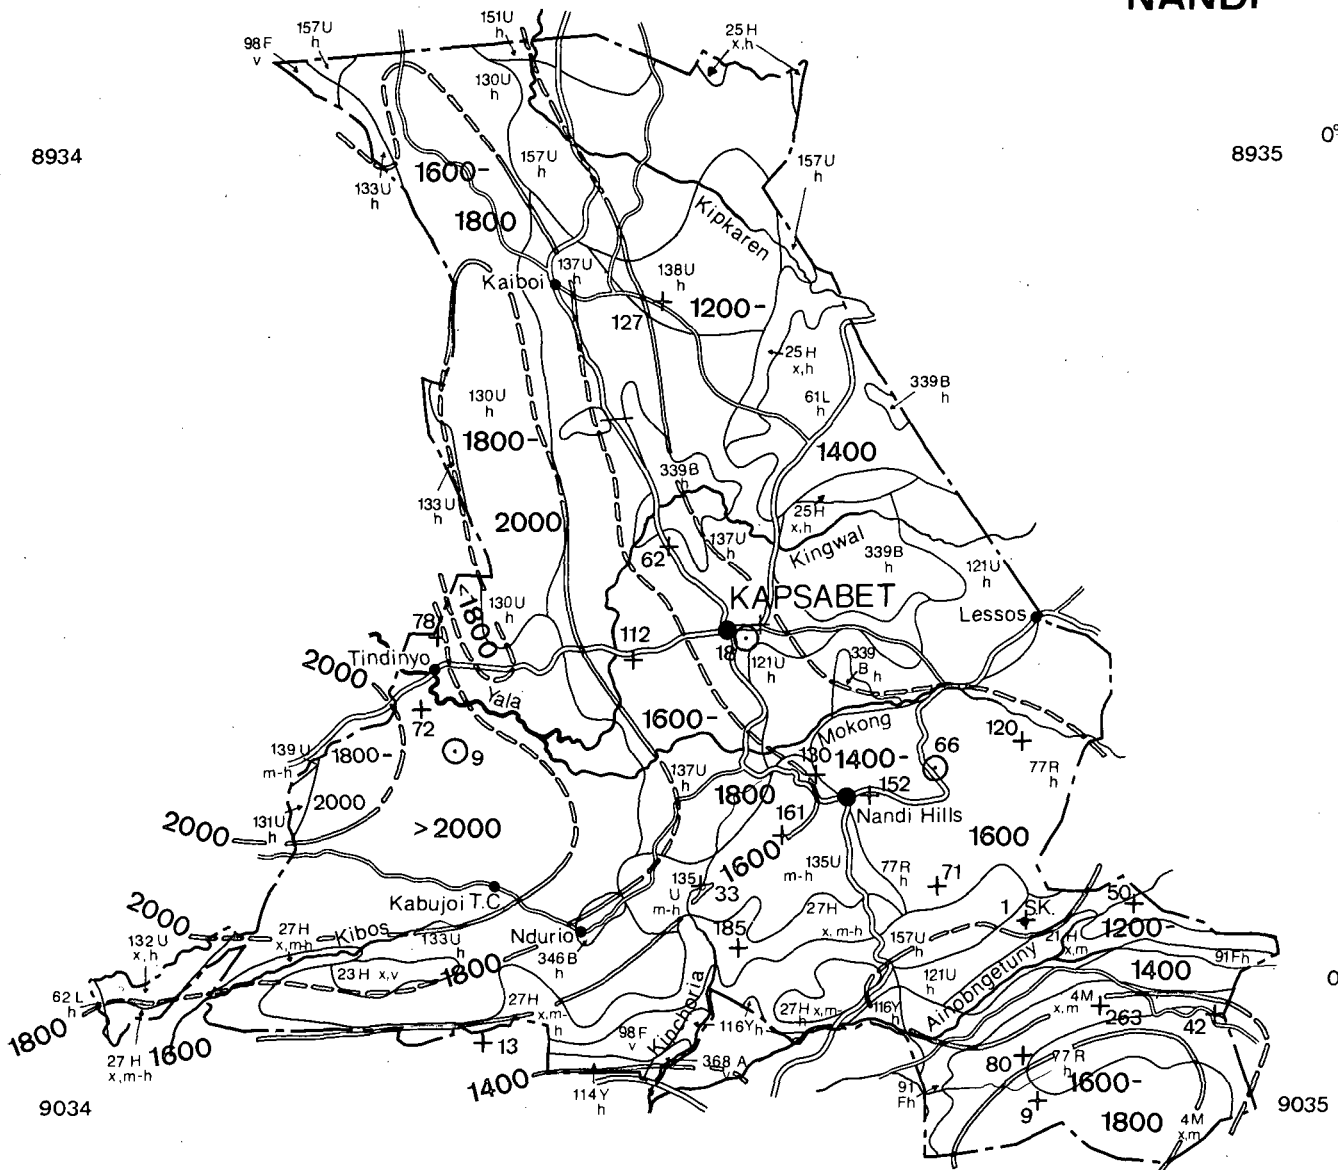 NANDI
98F
v
157U
h
151U
h
25H
x,h
130U
h
8934
8935
133U
h
1600-
1800
157U
h
157U
h
Kipkaren
Kaiboi
137U
h
138U
h
127
1200-
25H
x,h
61L
h
339B
h
130U
h
1800-
1400
339B
h
133U
h
2000
25H
x,h
Kingwal
62
137U
h
339B
h
121U
h
KAPSABET
Lessos
<1800
130U
h
78
112
18
121U
h
339
B h
Tindinyo
2000
Yala
72
9
1600-
Mokong
120
139U
m-h
1800-
130
1400-
66
77R
h
137U
h
1800
152
2000
161
Nandi Hills
131U
h
2000
>2000
1600
1600
135U
m-h
77R
h
71
Kabujoi T.C.
135
U
m-h
33
27H
x,m-h
1 SK.
50
2000
132U
x,h
27H
x,m-h
Kibos
133U
h
Ndurio
346B
h
185
157U
h
21H
x,m
1200-
23H x,v
1800
121U
h
Ainobngetuny
1400
91Fh
62L
h
27H
x,m-
h
Kipchoria
27H x,m-
h
116Y
h
4M
x,m
263
42
1800
27H
x,m-h
1600
13
98F
v
116Yh
368 A
80
77R
h
1400
114Y
h
91
Fh
1600-
9
1800
4M
x,m
9034
9035